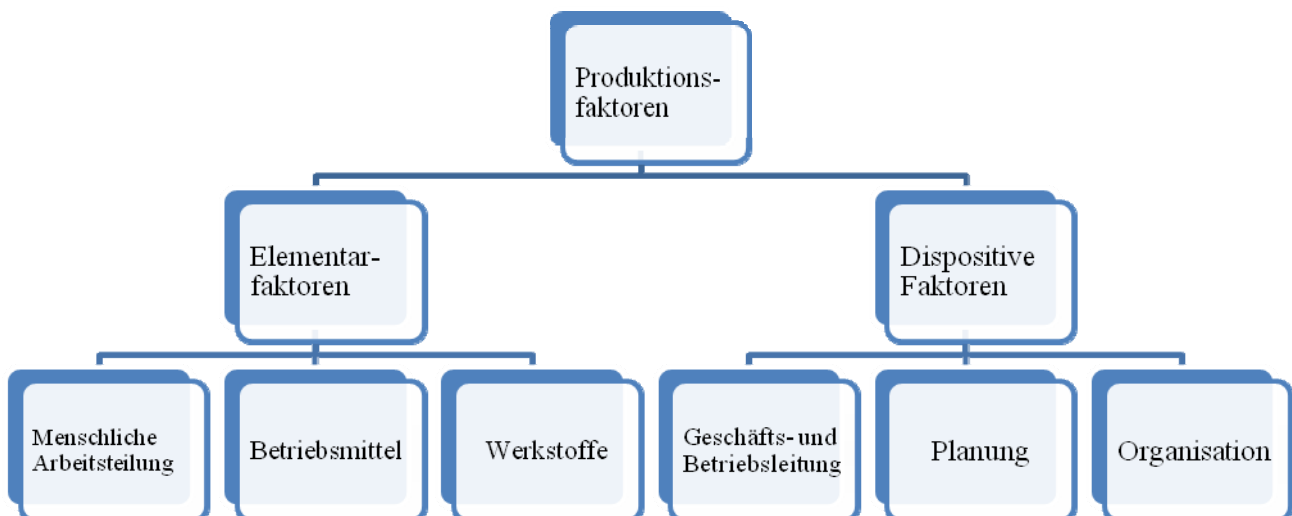 Produktions-
faktoren
Elementar-
faktoren
Dispositive
Faktoren
Menschliche
Arbeitsteilung
Betriebsmittel
Werkstoffe
Geschäfts- und
Betriebsleitung
Planung
Organisation